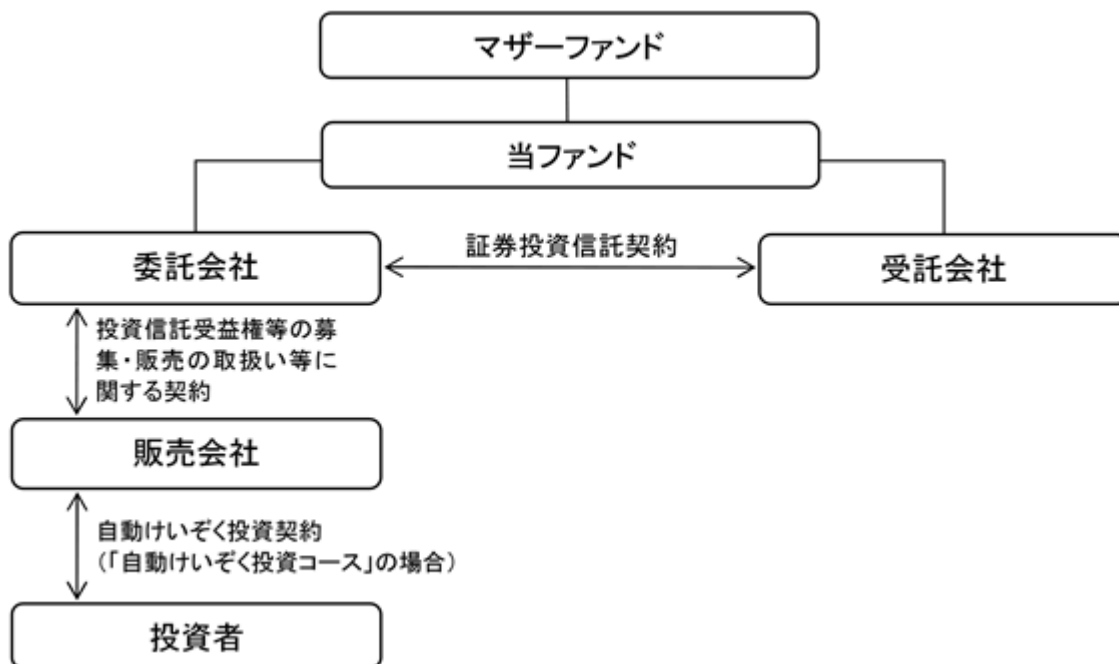 マザーファンド
当ファンド
委託会社
証券投資信託契約
受託会社
投資信託受益権等の募
集・販売の取扱い等に
関する契約
販売会社
自動けいぞく投資契約
(「自動けいぞく投資コース」の場合)
投資者